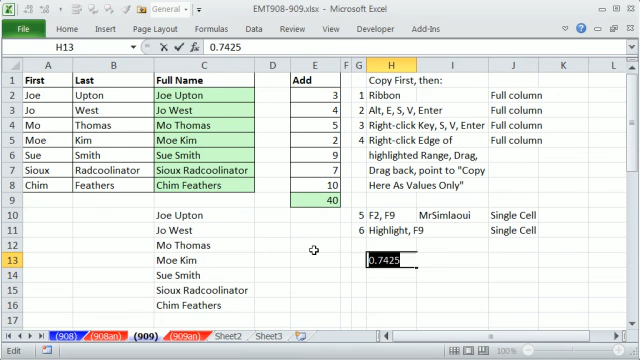 General
EMT908-909.xlsx - Microsoft Excel
File Home Insert Page Layout Formulas Data Review View Developer Add-Ins
H13 0.7425
A B C D E F G H I J K L
1 First Last Full Name Add Copy First, then:
2 Joe Upton Joe Upton 3 1 Ribbon Full column
3 Jo West Jo West 4 2 Alt, E, S, V, Enter Full column
4 Mo Thomas Mo Thomas 5 3 Right-click Key, S, V, Enter Full column
5 Moe Kim Moe Kim 2 4 Right-click Edge of Full column
6 Sue Smith Sue Smith 9 highlighted Range, Drag,
7 Sioux Radcoolinator Sioux Radcoolinator 7 Drag back, point to "Copy
8 Chim Feathers Chim Feathers 10 Here As Values Only"
9 40
10 Joe Upton 5 F2, F9 MrSimlaoui Single Cell
11 Jo West 6 Highlight, F9 Single Cell
12 Mo Thomas
13 Moe Kim 0.7425
14 Sue Smith
15 Sioux Radcoolinator
16 Chim Feathers
(908) (908an) (909) (909an) Sheet2 Sheet3
Edit 100%